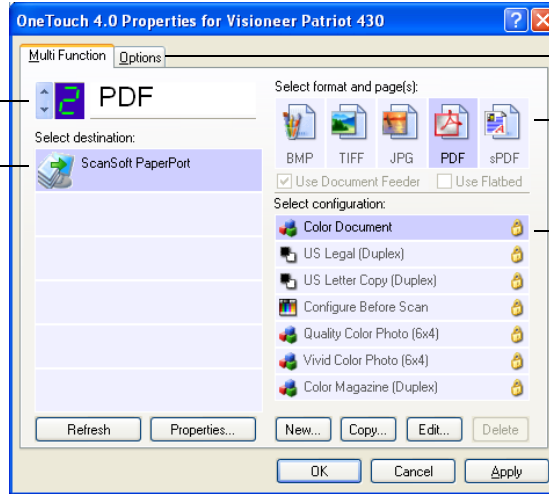 OneTouch 4.0 Properties for Visioneer Patriot 430
Multi Function
Options
2
PDF
Select destination:
ScanSoft PaperPort
Select format and page(s):
BMP TIFF JPG PDF sPDF
Use Document Feeder
Use Flatbed
Select configuration:
Color Document
US Legal (Duplex)
US Letter Copy (Duplex)
Configure Before Scan
Quality Color Photo (6x4)
Vivid Color Photo (6x4)
Color Magazine (Duplex)
Refresh
Properties...
New...
Copy...
Edit...
Delete
OK
Cancel
Apply